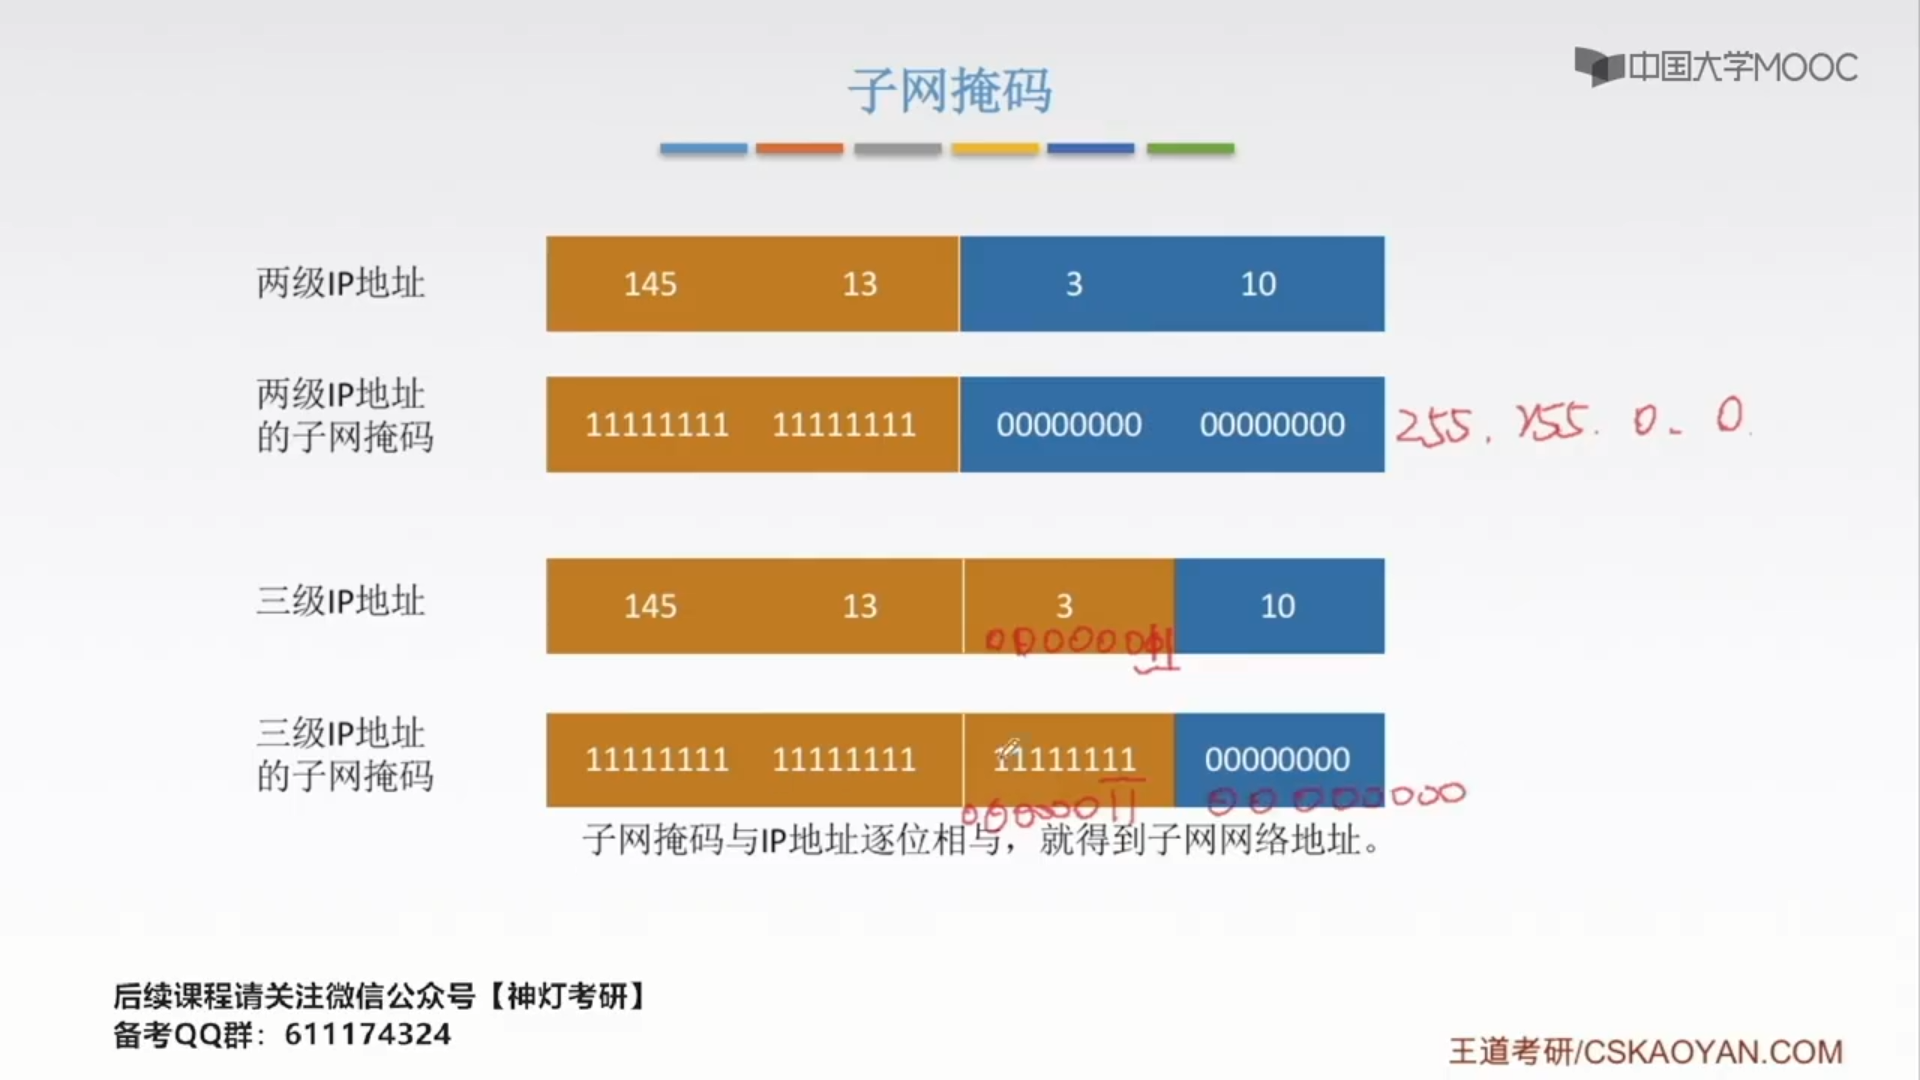 中国大学MOOC
子网掩码
两级IP地址
145 13 3 10
两级IP地址
的子网掩码
11111111 11111111 00000000 00000000 255.255.0.0.
三级IP地址
145 13 3 10
00000011
三级IP地址
的子网掩码
11111111 11111111 11111111 00000000
00000011 00000000
子网掩码与IP地址逐位相与，就得到子网网络地址。
后续课程请关注微信公众号【神灯考研】
备考QQ群：611174324
王道考研/CSKAOYAN.COM